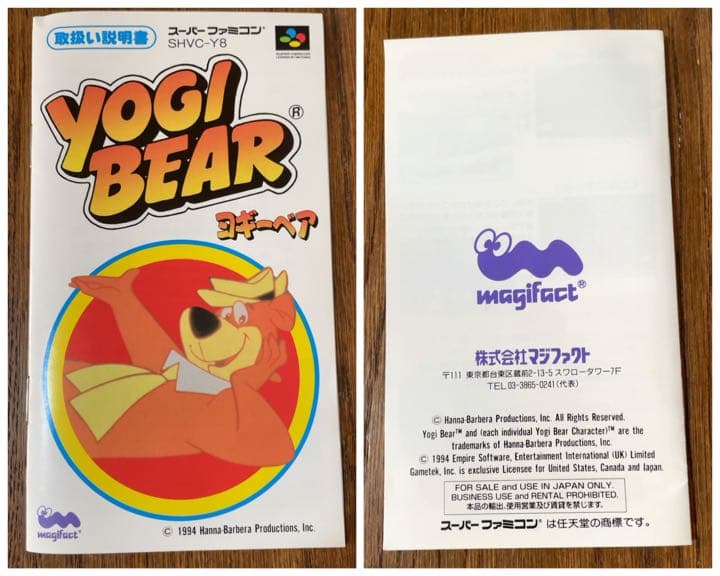 取扱い説明書
スーパーファミコン®
SHVC-Y8
YOGI
BEAR®
ヨギーベア
magifact®
© 1994 Hanna-Barbera Productions, Inc.
magifact®
株式会社マジファクト
〒111 東京都台東区蔵前2-13-5 スワロータワー7F
TEL.03-3865-0241(代表)
© Hanna-Barbera Productions, Inc. All Rights Reserved.
Yogi Bear™ and (each individual Yogi Bear Character)™ are the
trademarks of Hanna-Barbera Productions, Inc.
© 1994 Empire Software, Entertainment International (UK) Limited
Gametek, Inc. is exclusive Licensee for United States, Canada and Japan.
FOR SALE and USE IN JAPAN ONLY.
BUSINESS USE and RENTAL PROHIBITED.
本品の輸出、使用営業及び賃貸を禁じます。
スーパーファミコン® は任天堂の商標です。